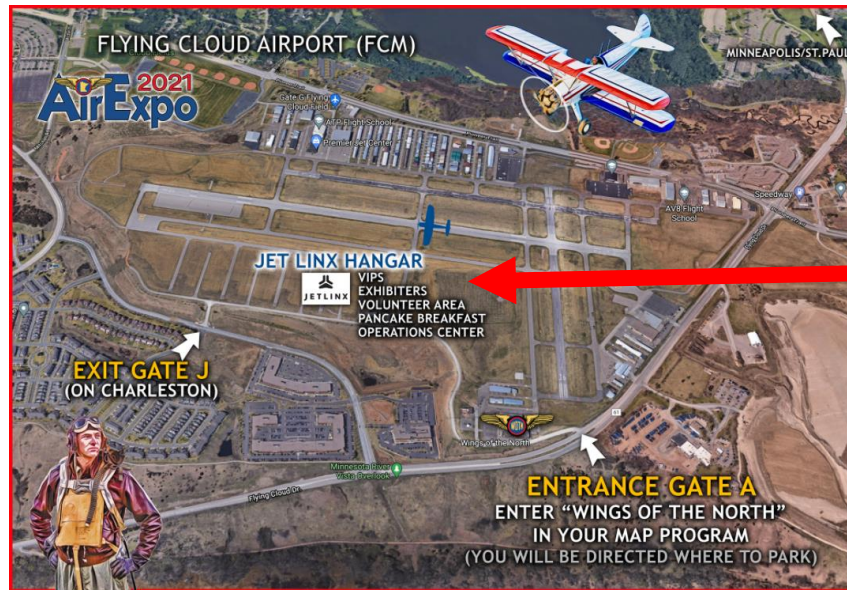 FLYING CLOUD AIRPORT (FCM)
MINNEAPOLIS/ST.PAUL
2021
AIREXPO
Gate G Flying
Cloud Field
ATP Flight School
Premier Jet Center
Speedway
AV8 Flight
School
JET LINX HANGAR
JETLINX
VIPS
EXHIBITERS
VOLUNTEER AREA
PANCAKE BREAKFAST
OPERATIONS CENTER
EXIT GATE J
(ON CHARLESTON)
Wings of the North
Minnesota River
Vista Overlook
Flying Cloud Dr
ENTRANCE GATE A
ENTER “WINGS OF THE NORTH”
IN YOUR MAP PROGRAM
(YOU WILL BE DIRECTED WHERE TO PARK)